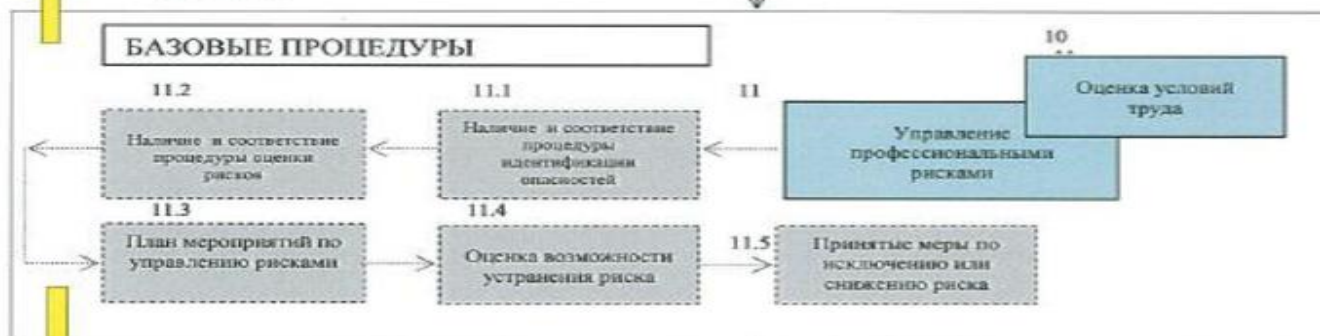 БАЗОВЫЕ ПРОЦЕДУРЫ
10
Оценка условий
труда
11.2
11.1
11
Наличие и соответствие
процедуры оценки
рисков
Наличие и соответствие
процедуры
идентификации
опасностей
Управление
профессиональными
рисками
11.3
11.4
11.5
План мероприятий по
управлению рисками
Оценка возможности
устранения риска
Принятые меры по
исключению или
снижению риска